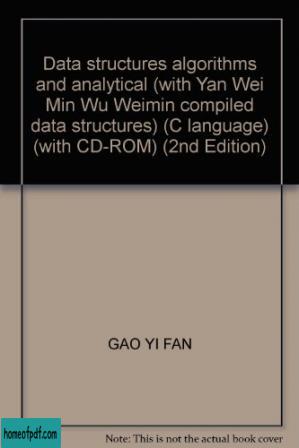 Data structures algorithms
and analytical (with Yan Wei
Min Wu Weimin compiled
data structures) (C language)
(with CD-ROM) (2nd Edition)
GAO YI FAN
homeofpdf.com
Note: This is not the actual book cover